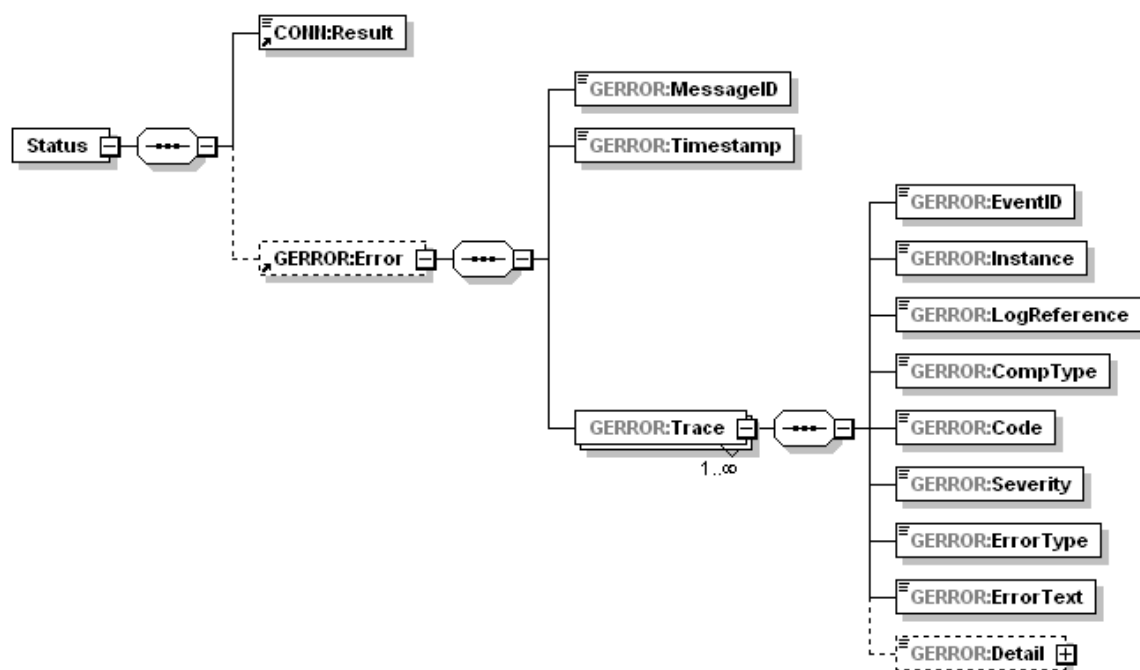 CONN:Result
GERROR:MessageID
Status
GERROR:Timestamp
GERROR:EventID
GERROR:Error
GERROR:Instance
GERROR:LogReference
GERROR:CompType
GERROR:Trace
1..∞
GERROR:Code
GERROR:Severity
GERROR:ErrorType
GERROR:ErrorText
GERROR:Detail